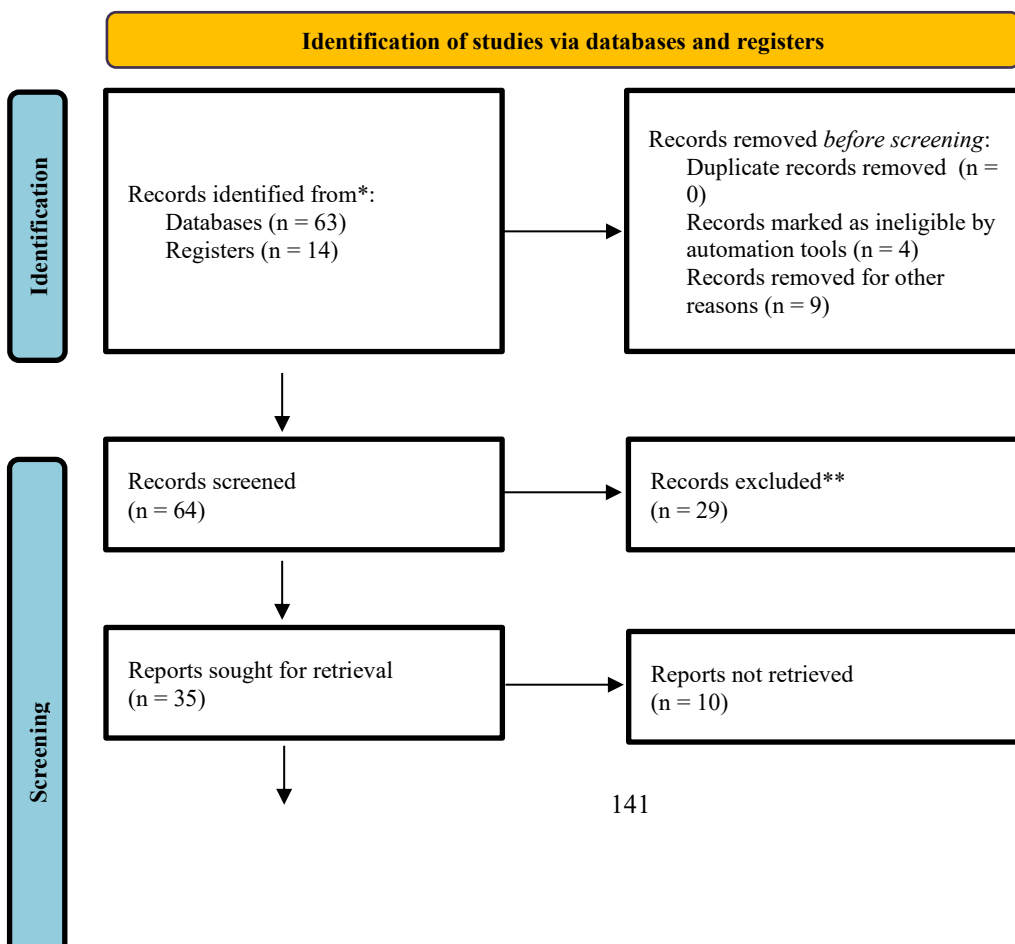 Identification of studies via databases and registers
Identification
Records identified from*:
Databases (n = 63)
Registers (n = 14)
Records removed before screening:
Duplicate records removed (n =
0)
Records marked as ineligible by
automation tools (n = 4)
Records removed for other
reasons (n = 9)
Screening
Records screened
(n = 64)
Records excluded**
(n = 29)
Reports sought for retrieval
(n = 35)
Reports not retrieved
(n = 10)
141